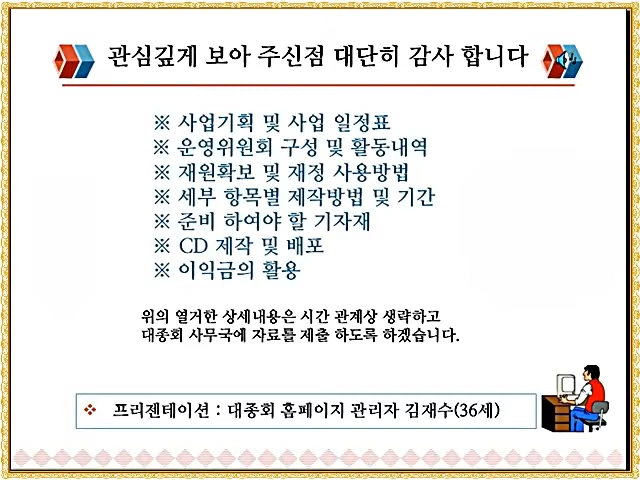 관심깊게 보아 주신점 대단히 감사 합니다
※ 사업기획 및 사업 일정표
※ 운영위원회 구성 및 활동내역
※ 재원확보 및 재정 사용방법
※ 세부 항목별 제작방법 및 기간
※ 준비 하여야 할 기자재
※ CD 제작 및 배포
※ 이익금의 활용
위의 열거한 상세내용은 시간 관계상 생략하고
대종회 사무국에 자료를 제출 하도록 하겠습니다.
❖ 프리젠테이션 : 대종회 홈페이지 관리자 김재수(36세)